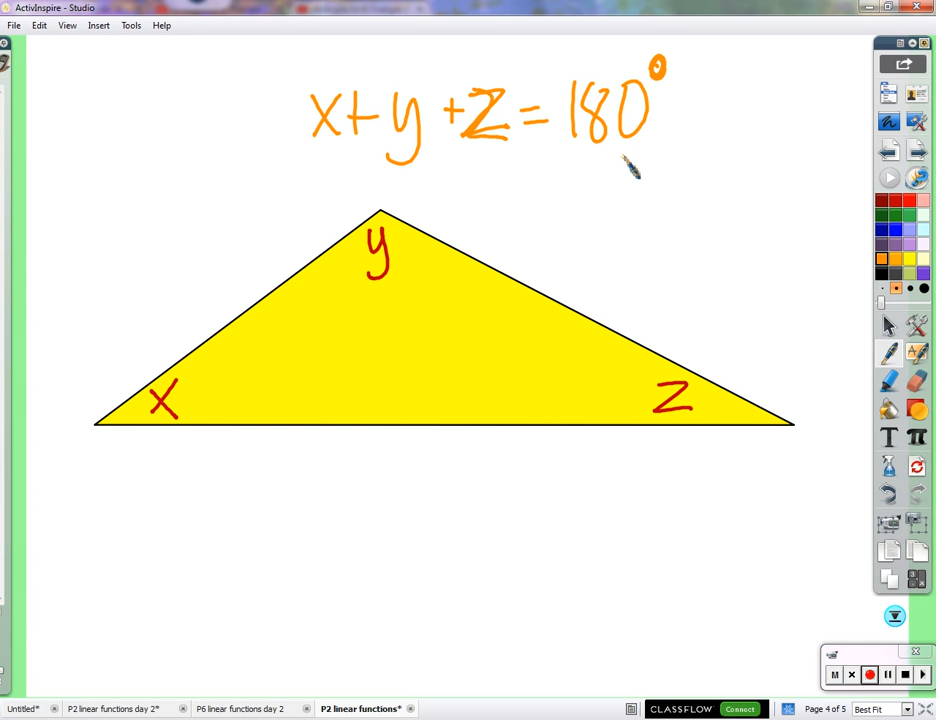 ActivInspire - Studio
File Edit View Insert Tools Help
x+y+z=180°
y
x
z
M
Untitled* P2 linear functions day 2* P6 linear functions day 2 P2 linear functions* CLASSFLOW Connect Page 4 of 5 Best Fit